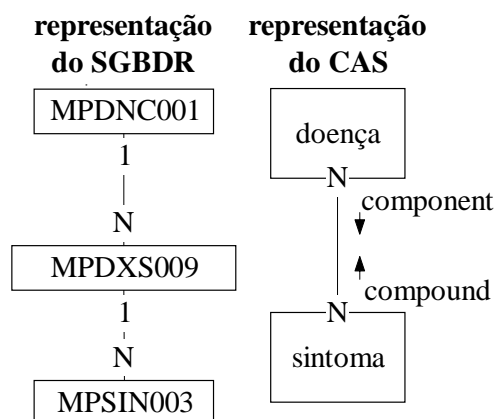 representação
do SGBDR
MPDNC001
1
N
MPDXS009
1
N
MPSIN003
representação
do CAS
doença
N
component
compound
N
sintoma